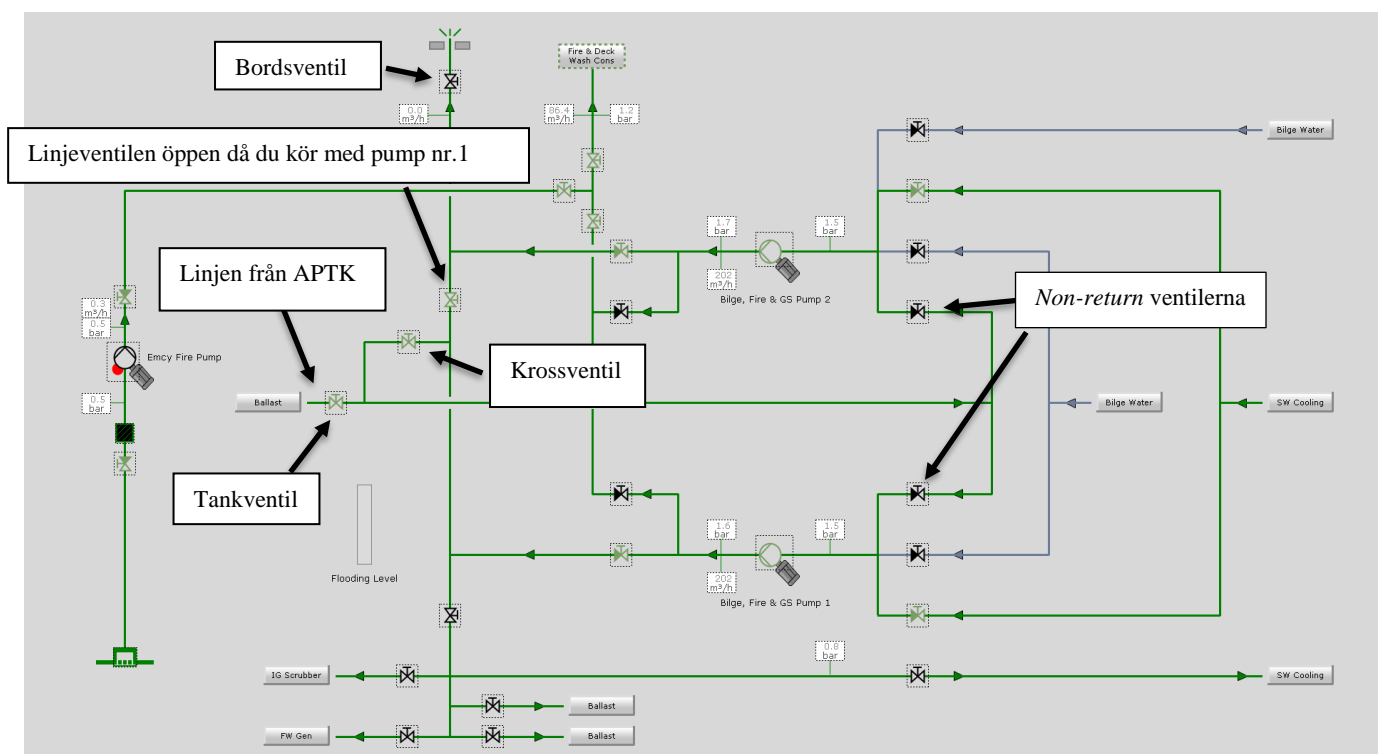 Bordsventil
Fire & Deck
Wash Cons
0.0
m³/h
86.4
m³/h
1.2
bar
Linjeventilen öppen då du kör med pump nr.1
Bilge Water
1.7
bar
1.5
bar
202
m³/h
Bilge, Fire & GS Pump 2
Linjen från APTK
Non-return ventilerna
0.3
m³/h
0.5
bar
Emcy Fire Pump
Krossventil
0.5
bar
Ballast
Bilge Water
SW Cooling
Tankventil
1.6
bar
1.5
bar
202
m³/h
Bilge, Fire & GS Pump 1
Flooding Level
0.8
bar
IG Scrubber
SW Cooling
Ballast
FW Gen
Ballast